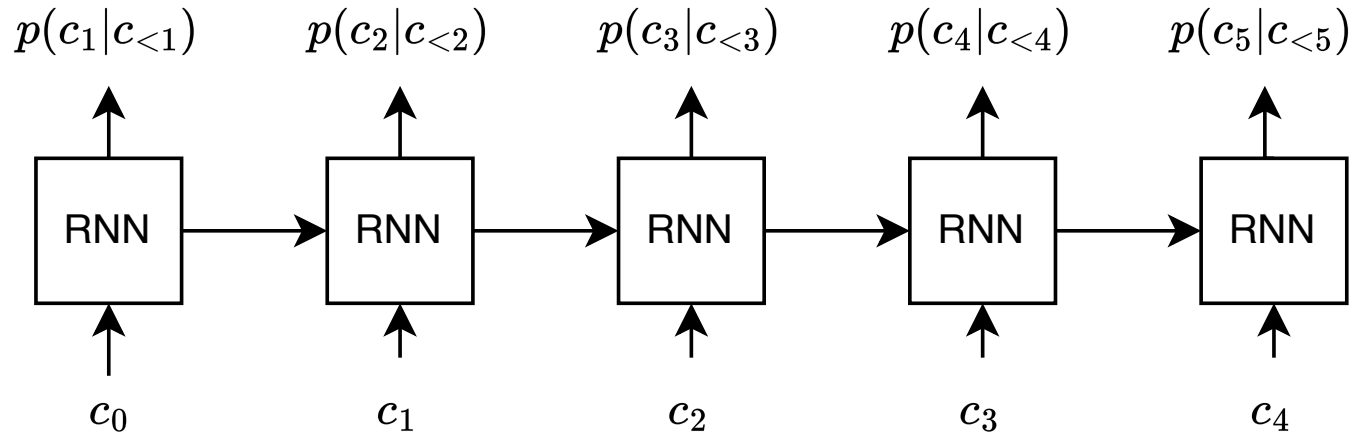 p(c₁|c<₁) p(c₂|c<₂) p(c₃|c<₃) p(c₄|c<₄) p(c₅|c<₅)
RNN RNN RNN RNN RNN
c₀ c₁ c₂ c₃ c₄